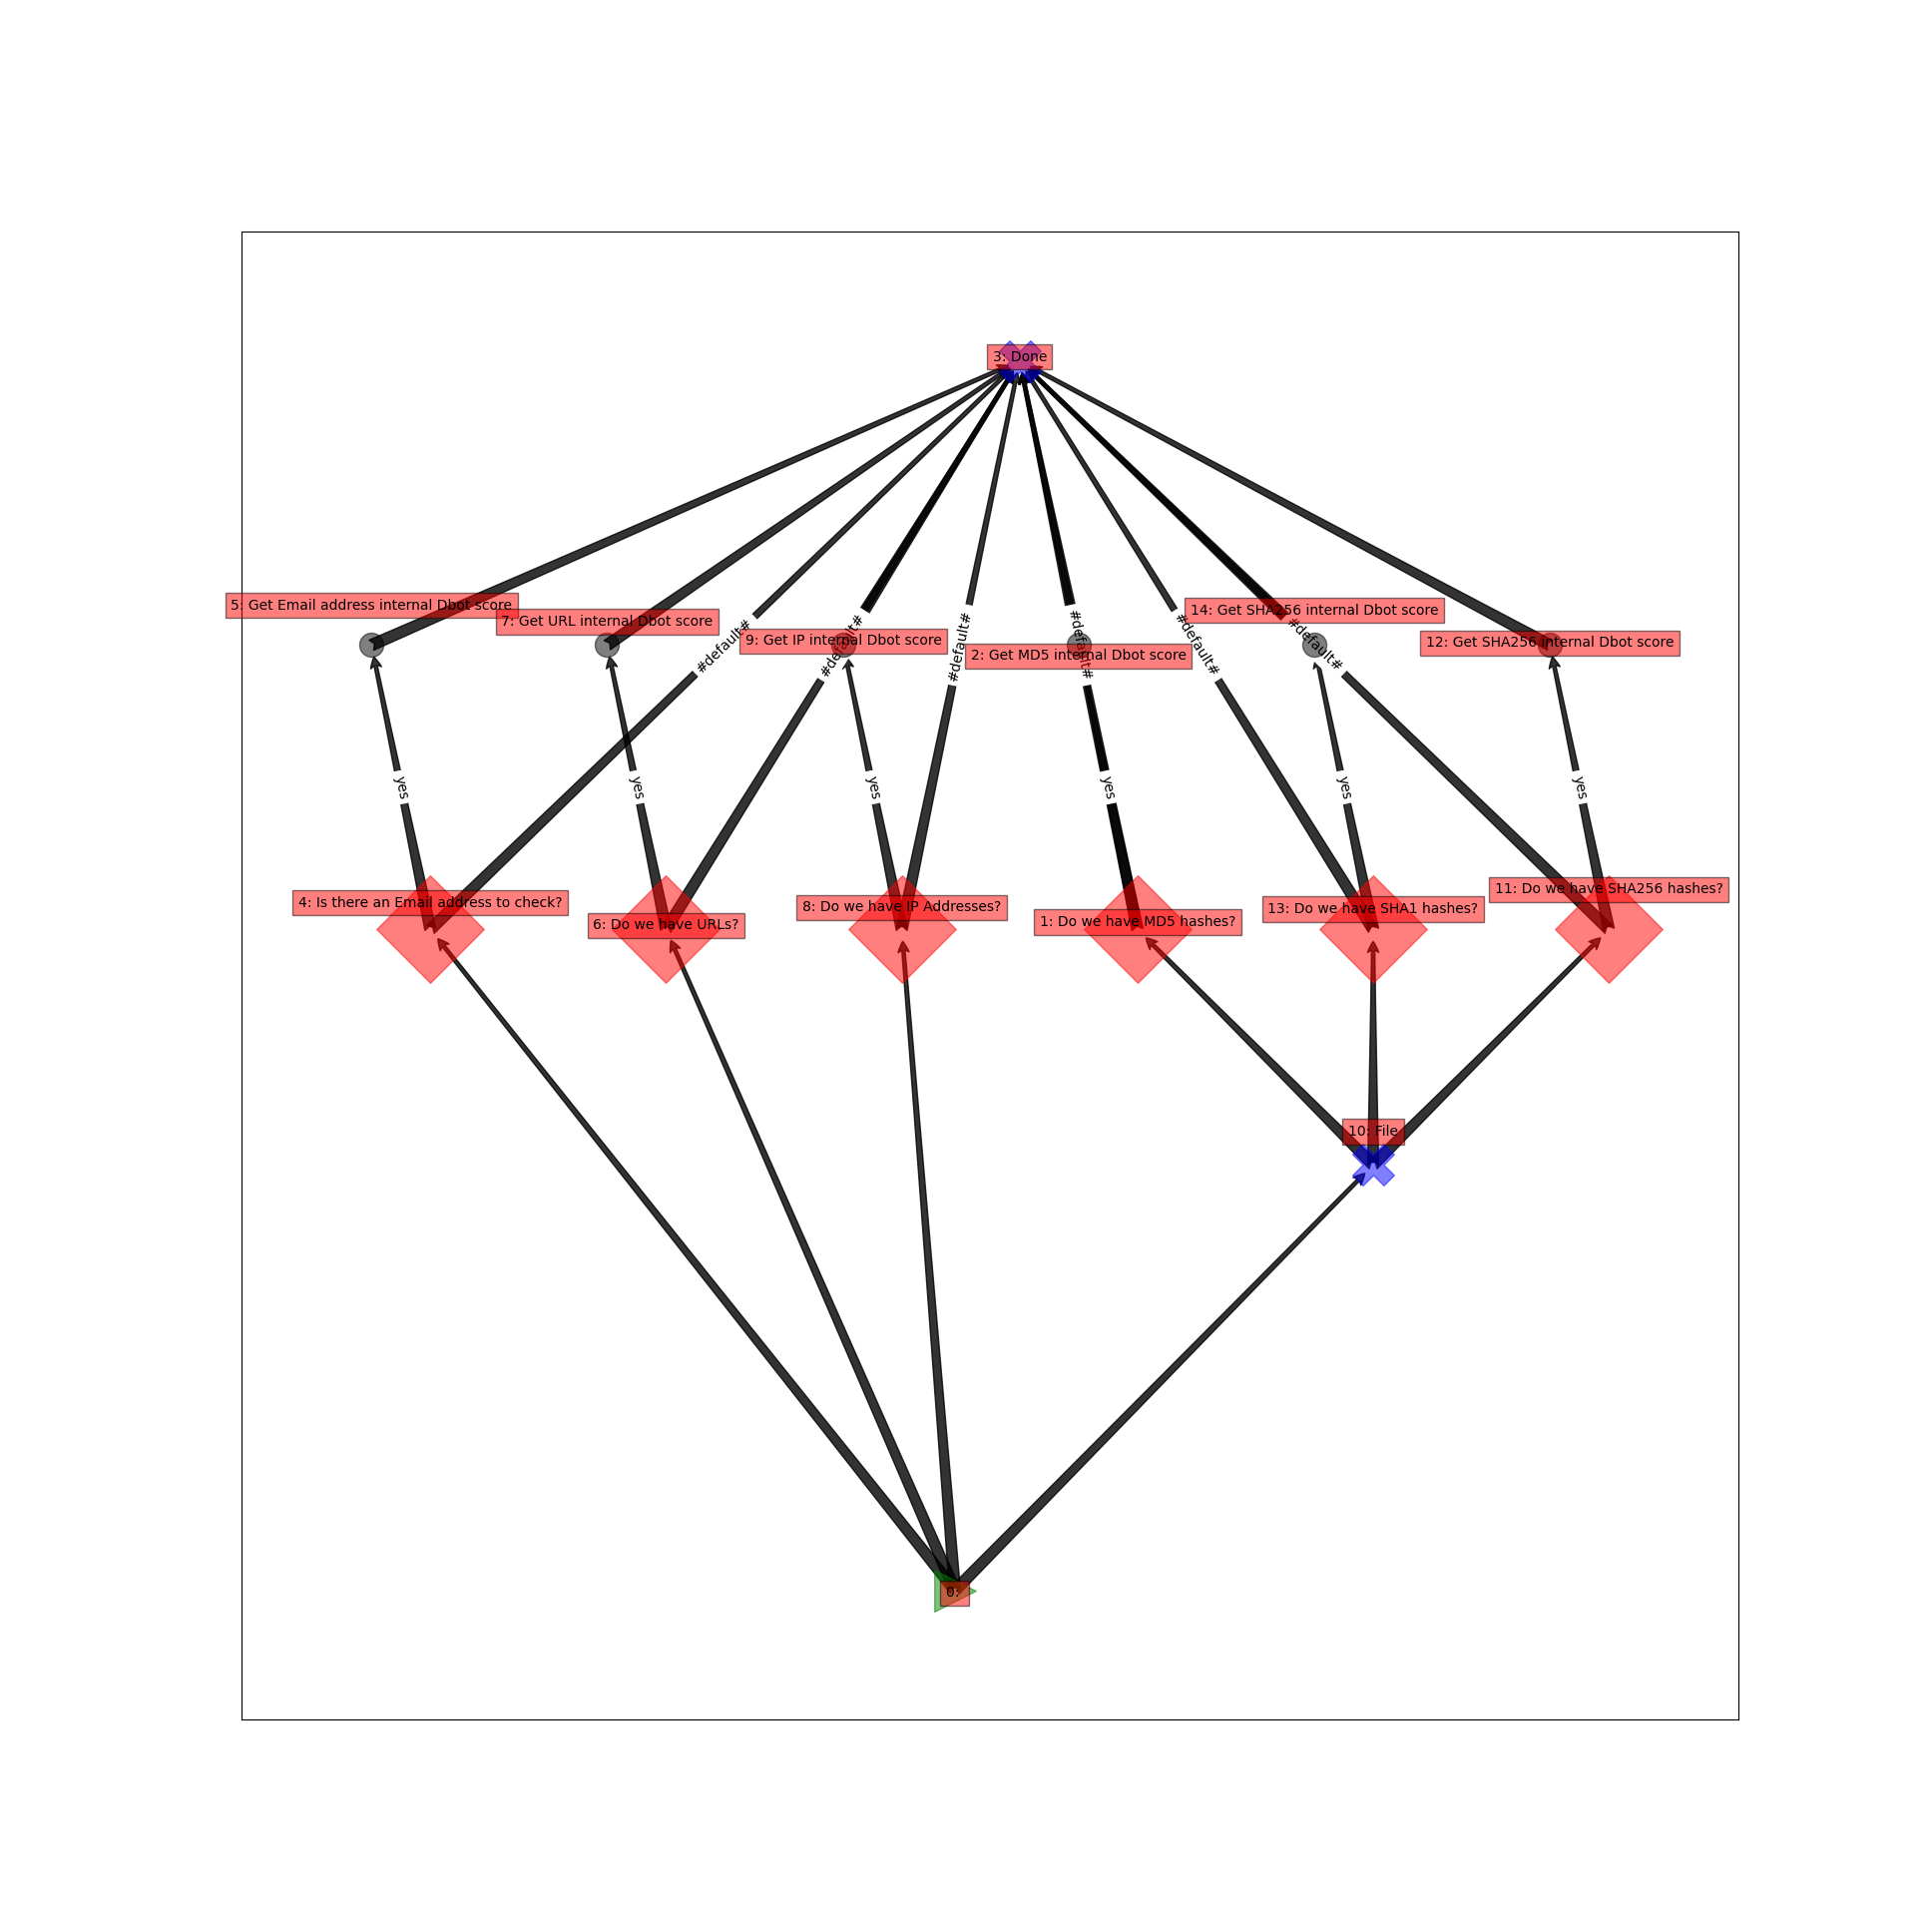 3: Done
5: Get Email address internal Dbot score
14: Get SHA256 internal Dbot score
7: Get URL internal Dbot score
9: Get IP internal Dbot score
12: Get SHA256 internal Dbot score
2: Get MD5 internal Dbot score
#default#
#default#
#default#
#default#
#default#
#default#
yes
yes
yes
yes
yes
yes
4: Is there an Email address to check?
6: Do we have URLs?
8: Do we have IP Addresses?
1: Do we have MD5 hashes?
13: Do we have SHA1 hashes?
11: Do we have SHA256 hashes?
10: File
0: